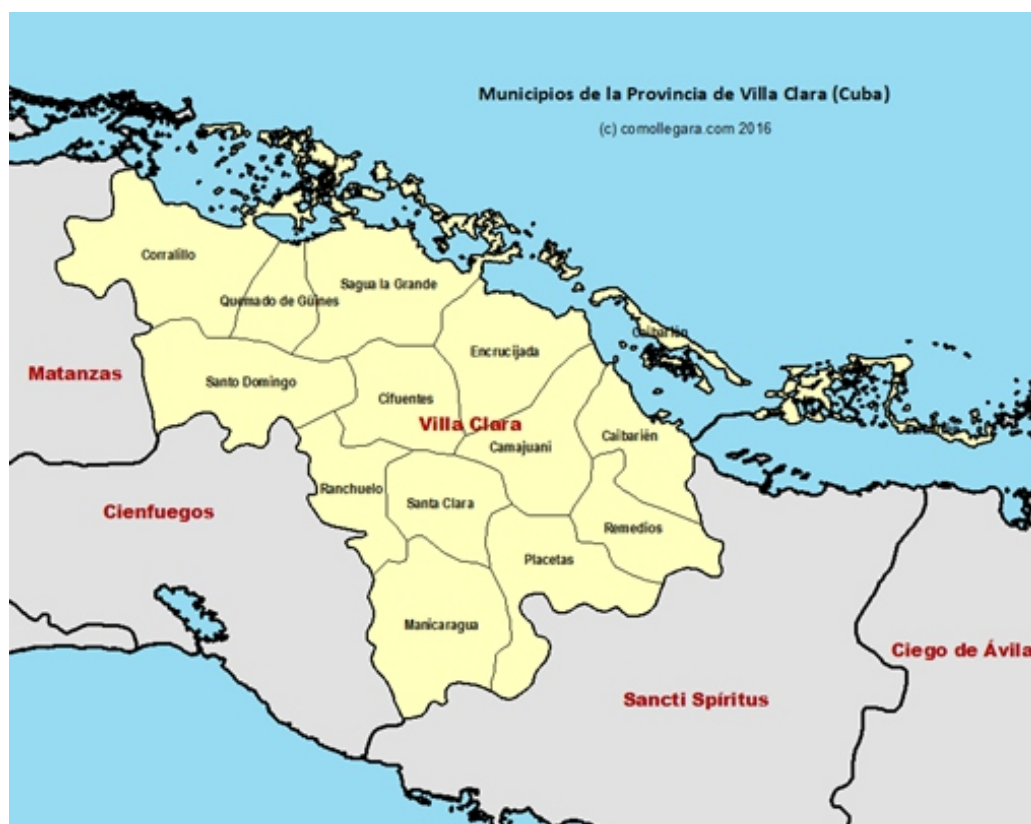 Municipios de la Provincia de Villa Clara (Cuba)
(c) comollegara.com 2016
Corralillo
Quemado de Güines
Sagua la Grande
Caibarién
Encrucijada
Matanzas
Santo Domingo
Cifuentes
Villa Clara
Camajuani
Caibarién
Ranchuelo
Santa Clara
Cienfuegos
Remedios
Placetas
Manicaragua
Ciego de Ávila
Sancti Spíritus